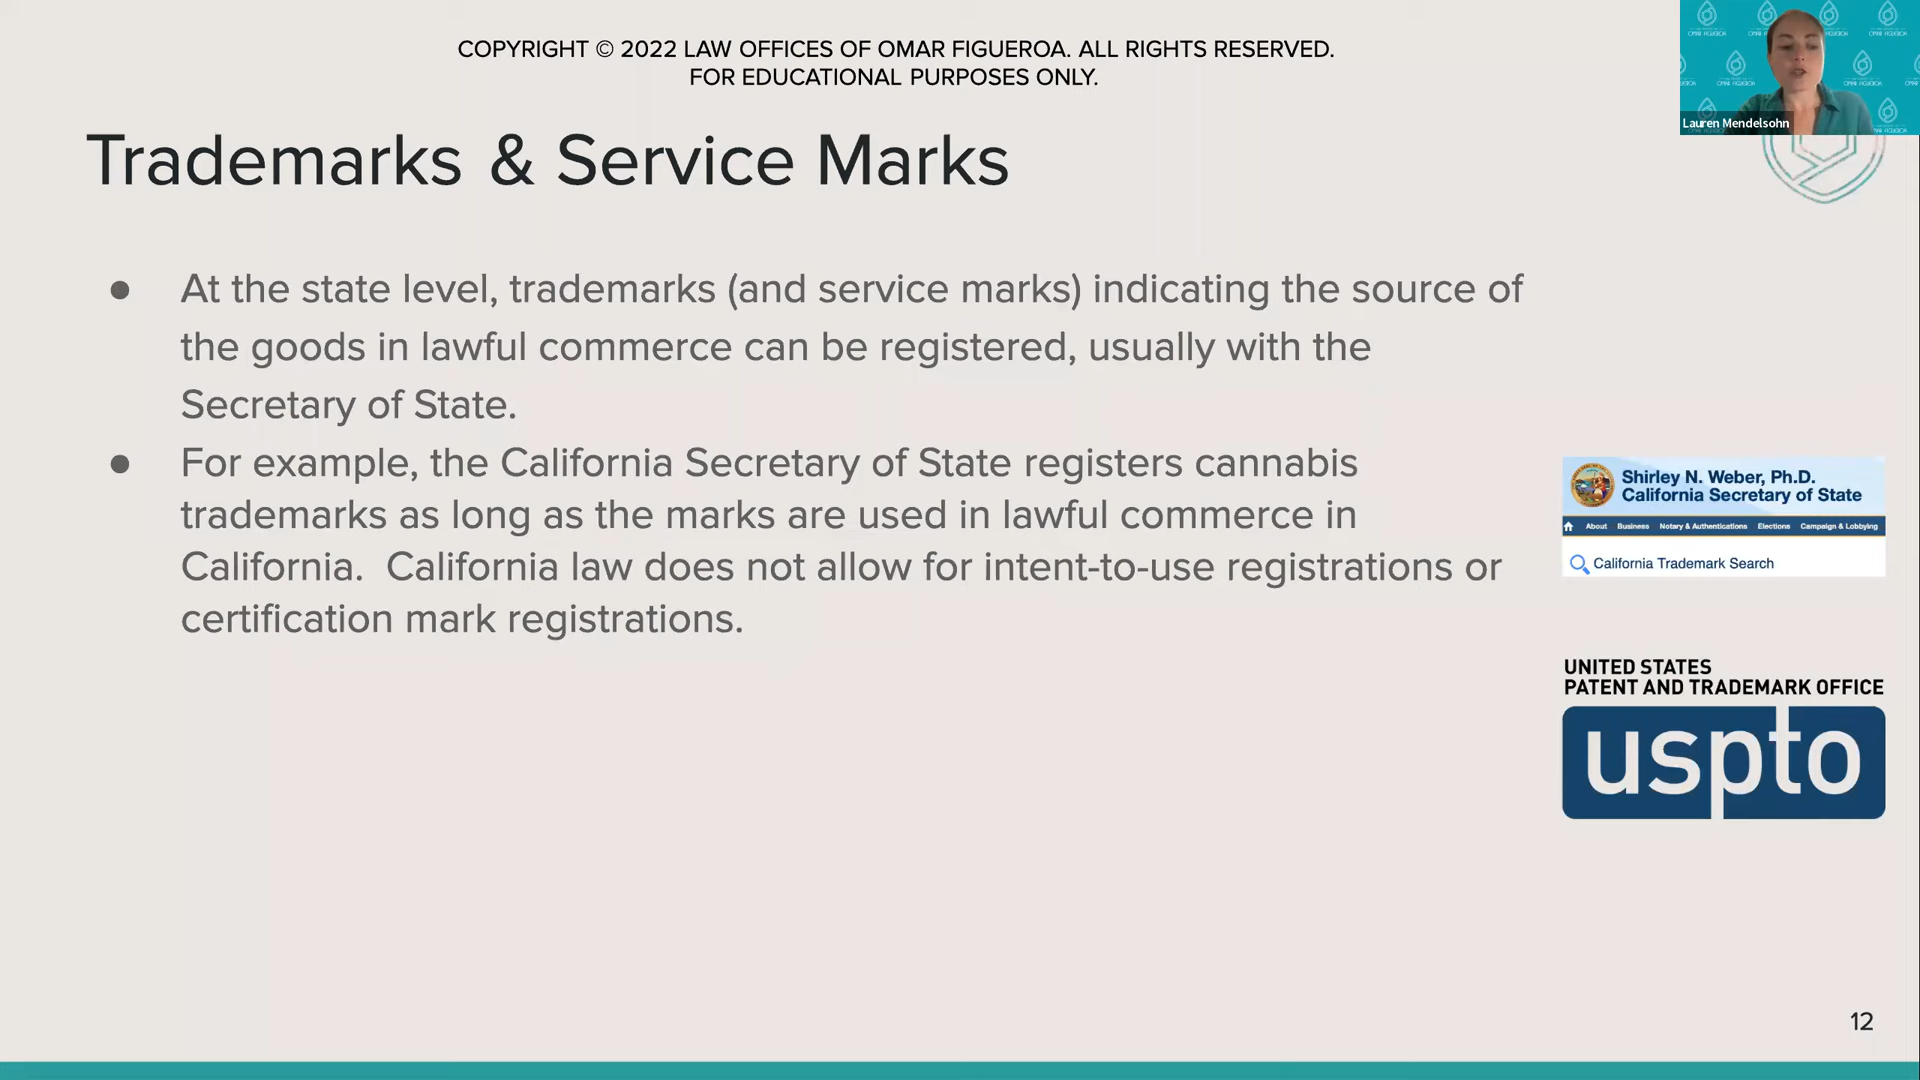 COPYRIGHT © 2022 LAW OFFICES OF OMAR FIGUEROA. ALL RIGHTS RESERVED.
FOR EDUCATIONAL PURPOSES ONLY.
Lauren Mendelsohn
Trademarks & Service Marks
● At the state level, trademarks (and service marks) indicating the source of
the goods in lawful commerce can be registered, usually with the
Secretary of State.
● For example, the California Secretary of State registers cannabis
trademarks as long as the marks are used in lawful commerce in
California.  California law does not allow for intent-to-use registrations or
certification mark registrations.
Shirley N. Weber, Ph.D.
California Secretary of State
About Business Notary & Authentications Elections Campaign & Lobbying
California Trademark Search
UNITED STATES
PATENT AND TRADEMARK OFFICE
uspto
12